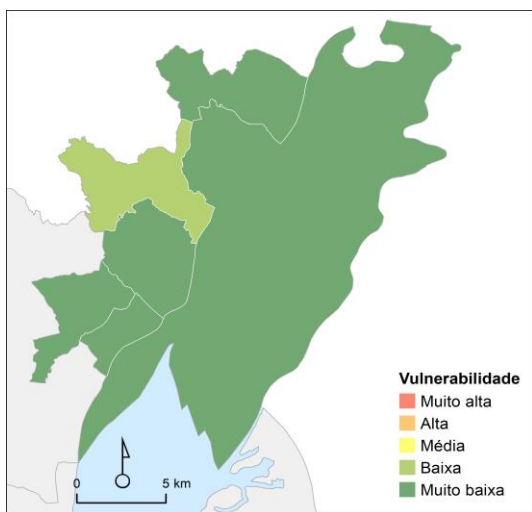 Vulnerabilidade
Muito alta
Alta
Média
Baixa
Muito baixa
0 5 km